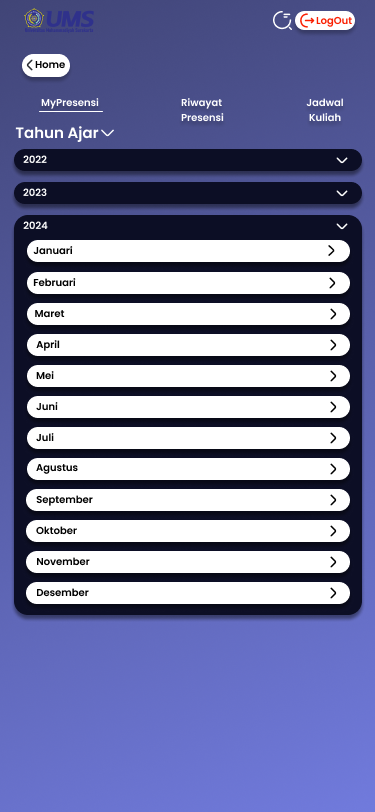 UMS
LogOut
Home
MyPresensi
Riwayat
Presensi
Jadwal
Kuliah
Tahun Ajar
2022
2023
2024
Januari
Februari
Maret
April
Mei
Juni
Juli
Agustus
September
Oktober
November
Desember